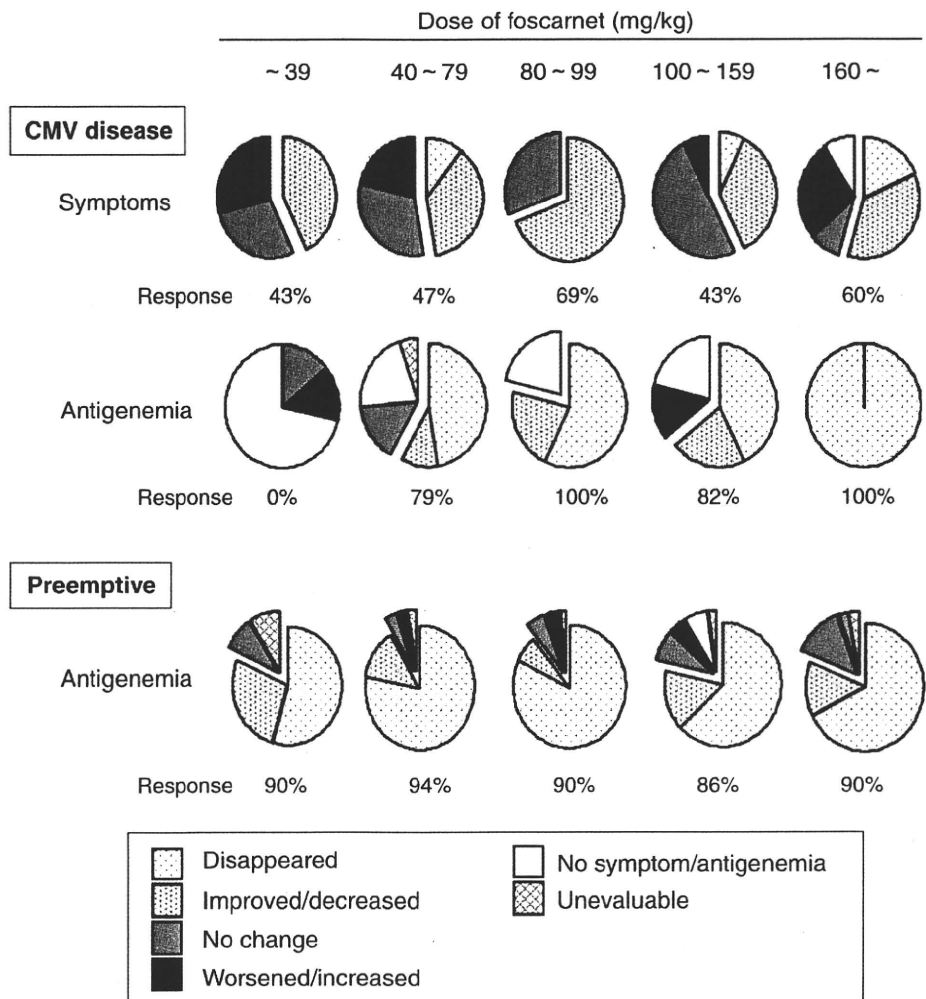 Dose of foscarnet (mg/kg)
~ 39 40 ~ 79 80 ~ 99 100 ~ 159 160 ~
CMV disease
Symptoms
Response 43% 47% 69% 43% 60%
Antigenemia
Response 0% 79% 100% 82% 100%
Preemptive
Antigenemia
Response 90% 94% 90% 86% 90%
Disappeared
Improved/decreased
No change
Worsened/increased
No symptom/antigenemia
Unevaluable